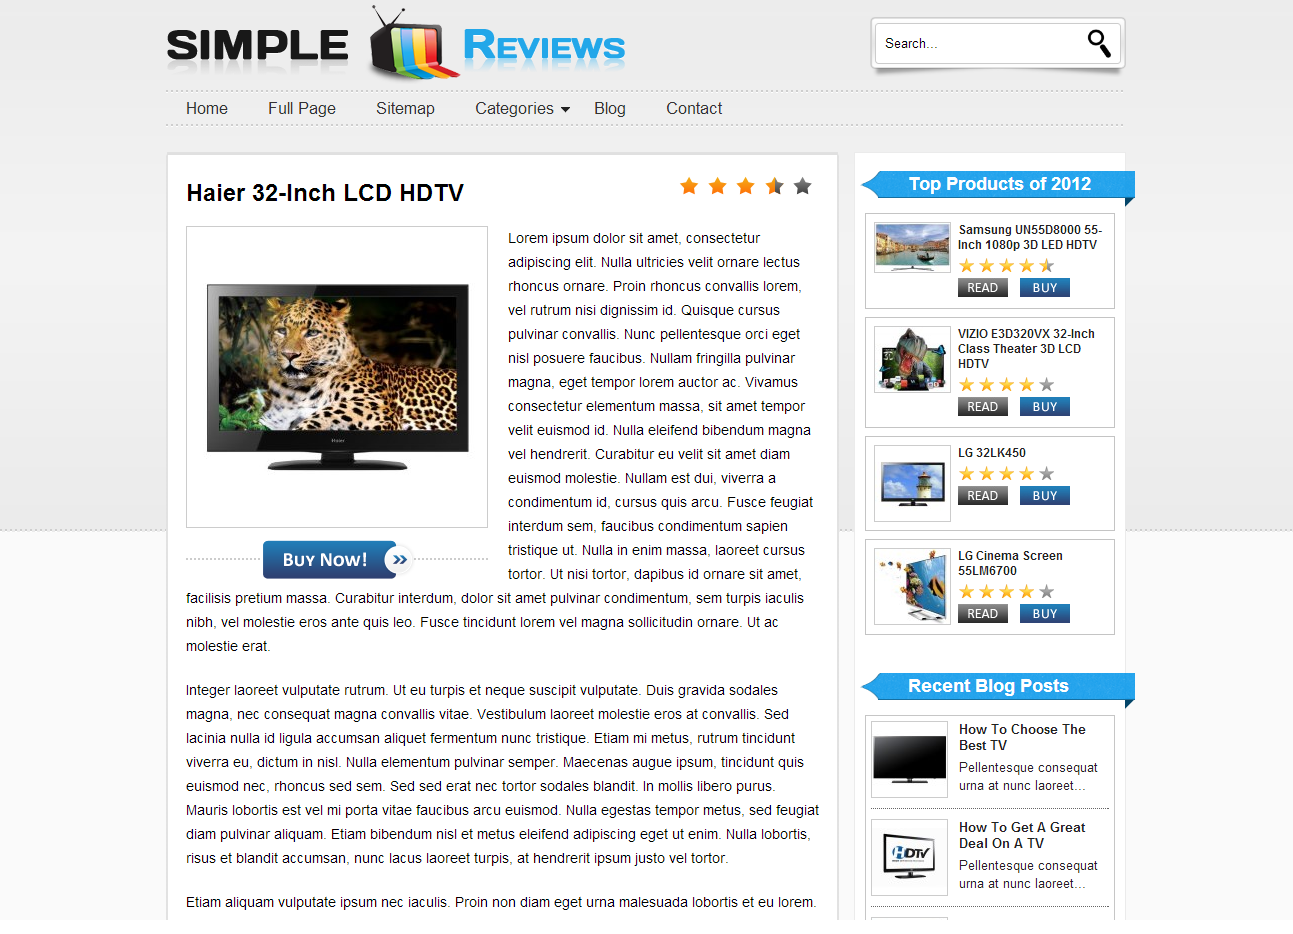 SIMPLE REVIEWS
Search...
Home Full Page Sitemap Categories Blog Contact
Haier 32-Inch LCD HDTV
Haier
Buy Now!
Lorem ipsum dolor sit amet, consectetur
adipiscing elit. Nulla ultricies velit ornare lectus
rhoncus ornare. Proin rhoncus convallis lorem,
vel rutrum nisi dignissim id. Quisque cursus
pulvinar convallis. Nunc pellentesque orci eget
nisl posuere faucibus. Nullam fringilla pulvinar
magna, eget tempor lorem auctor ac. Vivamus
consectetur elementum massa, sit amet tempor
velit euismod id. Nulla eleifend bibendum magna
vel hendrerit. Curabitur eu velit sit amet diam
euismod molestie. Nullam est dui, viverra a
condimentum id, cursus quis arcu. Fusce feugiat
interdum sem, faucibus condimentum sapien
tristique ut. Nulla in enim massa, laoreet cursus
tortor. Ut nisi tortor, dapibus id ornare sit amet,
facilisis pretium massa. Curabitur interdum, dolor sit amet pulvinar condimentum, sem turpis iaculis
nibh, vel molestie eros ante quis leo. Fusce tincidunt lorem vel magna sollicitudin ornare. Ut ac
molestie erat.
Integer laoreet vulputate rutrum. Ut eu turpis et neque suscipit vulputate. Duis gravida sodales
magna, nec consequat magna convallis vitae. Vestibulum laoreet molestie eros at convallis. Sed
lacinia nulla id ligula accumsan aliquet fermentum nunc tristique. Etiam mi metus, rutrum tincidunt
viverra eu, dictum in nisl. Nulla elementum pulvinar semper. Maecenas augue ipsum, tincidunt quis
euismod nec, rhoncus sed sem. Sed sed erat nec tortor sodales blandit. In mollis libero purus.
Mauris lobortis est vel mi porta vitae faucibus arcu euismod. Nulla egestas tempor metus, sed feugiat
diam pulvinar aliquam. Etiam bibendum nisl et metus eleifend adipiscing eget ut enim. Nulla lobortis,
risus et blandit accumsan, nunc lacus laoreet turpis, at hendrerit ipsum justo vel tortor.
Etiam aliquam vulputate ipsum nec iaculis. Proin non diam eget urna malesuada lobortis et eu lorem.
Top Products of 2012
Samsung UN55D8000 55-
Inch 1080p 3D LED HDTV
READ BUY
VIZIO E3D320VX 32-Inch
Class Theater 3D LCD
HDTV
READ BUY
LG 32LK450
READ BUY
LG Cinema Screen
55LM6700
READ BUY
Recent Blog Posts
How To Choose The
Best TV
Pellentesque consequat
urna at nunc laoreet...
HDTV
How To Get A Great
Deal On A TV
Pellentesque consequat
urna at nunc laoreet...